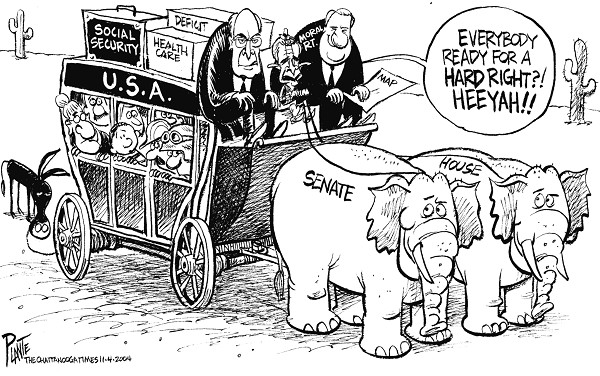 SOCIAL
SECURITY
DEFICIT
HEALTH
CARE
U.S.A.
MORAL
RT.
MAP
EVERYBODY
READY FOR A
HARD RIGHT?!
HEEYAH!!
SENATE
HOUSE
PLANTE
THE CHATTANOOGA TIMES 11-4-2004